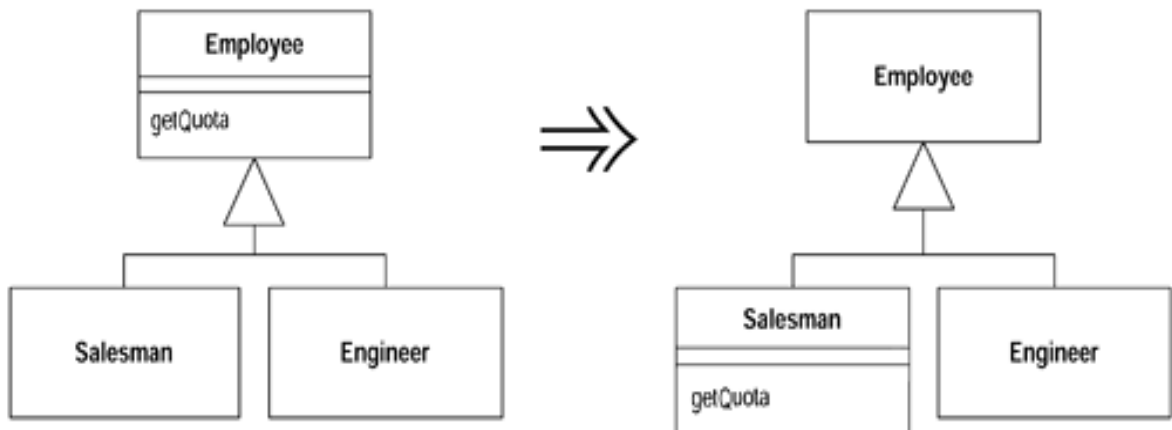 Employee
getQuota
Salesman
Engineer
Employee
Salesman
getQuota
Engineer